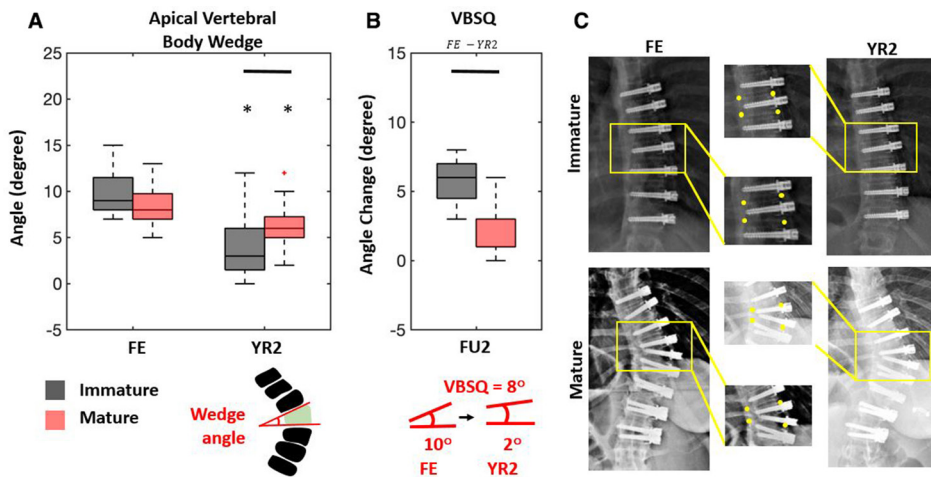 A
Apical Vertebral
Body Wedge
25
20
15
10
5
0
-5
Angle (degree)
*
*
FE
YR2
Immature
Mature
Wedge
angle
B
VBSQ
FE - YR2
15
10
5
0
-5
Angle Change (degree)
FU2
VBSQ = 8°
10°
2°
FE
YR2
C
FE
YR2
Immature
Mature